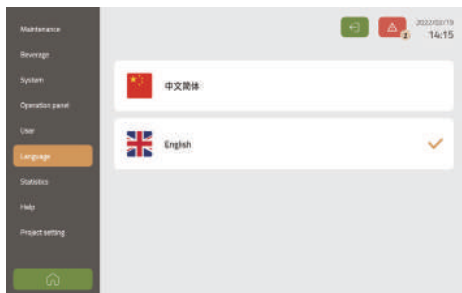 Maintenance
Beverage
System
Operation panel
User
Language
Statistics
Help
Project setting
2022/02/19
14:15
中文简体
English